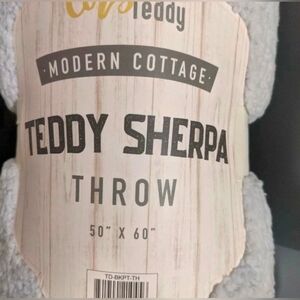 Teddy
·MODERN COTTAGE·
TEDDY SHERPA
THROW
50" X 60"
TD-BKPT-TH